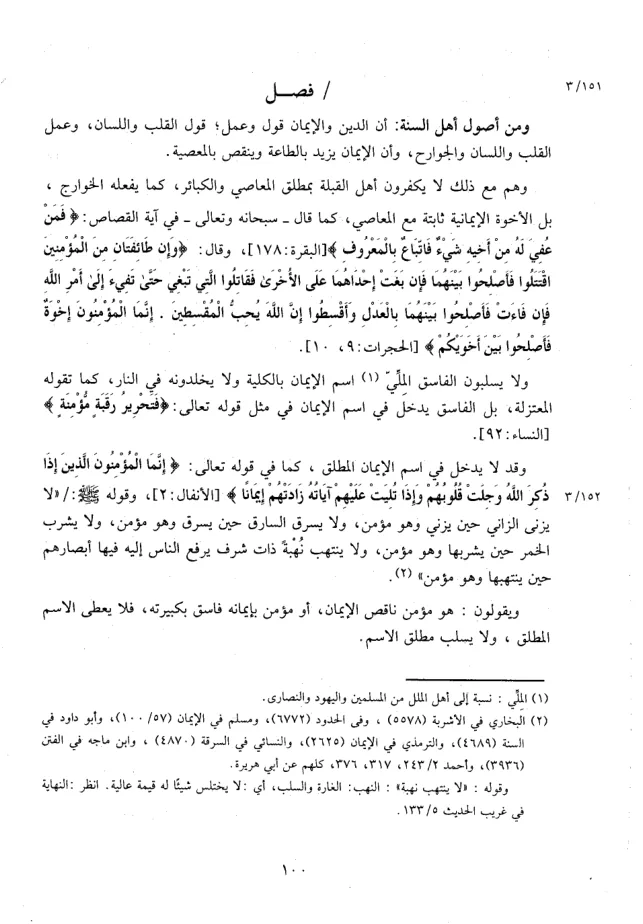 ٣/١٥١
/ فصــل
ومن أصول أهل السنة: أن الدين والإيمان قول وعمل؛ قول القلب واللسان، وعمل
القلب واللسان والجوارح، وأن الإيمان يزيد بالطاعة وينقص بالمعصية.
وهم مع ذلك لا يكفرون أهل القبلة بمطلق المعاصي والكبائر، كما يفعله الخوارج ،
بل الأخوة الإيمانية ثابتة مع المعاصي، كما قال ـ سبحانه وتعالى ـ في آية القصاص:﴿ فَمَنْ
عُفِيَ لَهُ مِنْ أَخِيهِ شَيْءٌ فَاتِّبَاعٌ بِالْمَعْرُوفِ ﴾[البقرة:١٧٨]، وقال: ﴿وَإِن طَائِفَتَانِ مِنَ الْمُؤْمِنِينَ
اقْتَتَلُوا فَأَصْلِحُوا بَيْنَهُمَا فَإِن بَغَتْ إِحْدَاهُمَا عَلَى الأُخْرَىٰ فَقَاتِلُوا الَّتِي تَبْغِي حَتَّىٰ تَفِيءَ إِلَىٰ أَمْرِ اللَّهِ
فَإِن فَاءَتْ فَأَصْلِحُوا بَيْنَهُمَا بِالْعَدْلِ وَأَقْسِطُوا إِنَّ اللَّهَ يُحِبُّ الْمُقْسِطِينَ . إِنَّمَا الْمُؤْمِنُونَ إِخْوَةٌ
فَأَصْلِحُوا بَيْنَ أَخَوَيْكُمْ ﴾ [الحجرات:٩، ١٠].
ولا يسلبون الفاسق المِلِّيّ (١) اسم الإيمان بالكلية ولا يخلدونه في النار، كما تقوله
المعتزلة، بل الفاسق يدخل في اسم الإيمان في مثل قوله تعالى:﴿فَتَحْرِيرُ رَقَبَةٍ مُّؤْمِنَةٍ ﴾
[النساء:٩٢].
وقد لا يدخل في اسم الإيمان المطلق ، كما في قوله تعالى: ﴿ إِنَّمَا الْمُؤْمِنُونَ الَّذِينَ إِذَا
٣/١٥٢ ذُكِرَ اللَّهُ وَجِلَتْ قُلُوبُهُمْ وَإِذَا تُلِيَتْ عَلَيْهِمْ آيَاتُهُ زَادَتْهُمْ إِيمَانًا ﴾ [الأنفال:٢]، وقوله ﷺ:/«لا
يزنى الزاني حين يزني وهو مؤمن، ولا يسرق السارق حين يسرق وهو مؤمن، ولا يشرب
الخمر حين يشربها وهو مؤمن، ولا ينتهب نُهْبةً ذات شرف يرفع الناس إليه فيها أبصارهم
حين ينتهبها وهو مؤمن» (٢).
ويقولون : هو مؤمن ناقص الإيمان، أو مؤمن بإيمانه فاسق بكبيرته، فلا يعطى الاسم
المطلق ، ولا يسلب مطلق الاسم.
(١) المِلِّي : نسبة إلى أهل الملل من المسلمين واليهود والنصارى.
(٢) البخاري في الأشربة (٥٥٧٨) ، وفى الحدود (٦٧٧٢)، ومسلم في الإيمان (١٠٠/٥٧)، وأبو داود في
السنة (٤٦٨٩)، والترمذي في الإيمان (٢٦٢٥)، والنسائي في السرقة (٤٨٧٠) ، وابن ماجه في الفتن
(٣٩٣٦)، وأحمد ٢٤٣/٢، ٣١٧، ٣٧٦، كلهم عن أبي هريرة.
وقوله : «لا ينتهب نهبة» : النهب: الغارة والسلب، أي :لا يختلس شيئًا له قيمة عالية. انظر :النهاية
في غريب الحديث ١٣٣/٥.
١٠٠